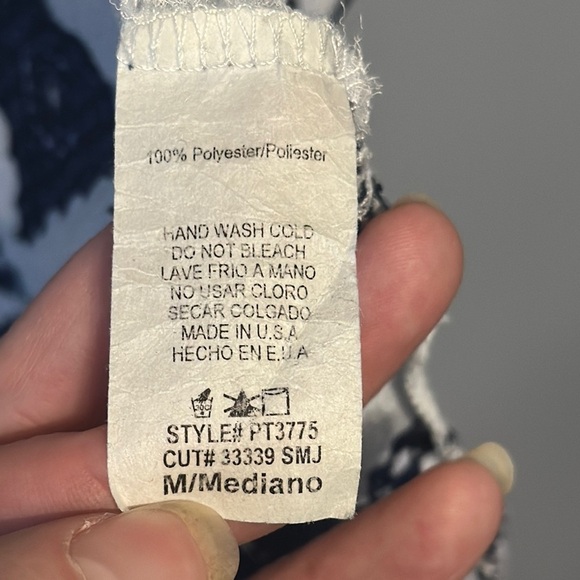 100% Polyester/Poliester
HAND WASH COLD
DO NOT BLEACH
LAVE FRIO A MANO
NO USAR CLORO
SECAR COLGADO
MADE IN U.S.A
HECHO EN E.U.A
STYLE# PT3775
CUT# 33339 SMJ
M/Mediano